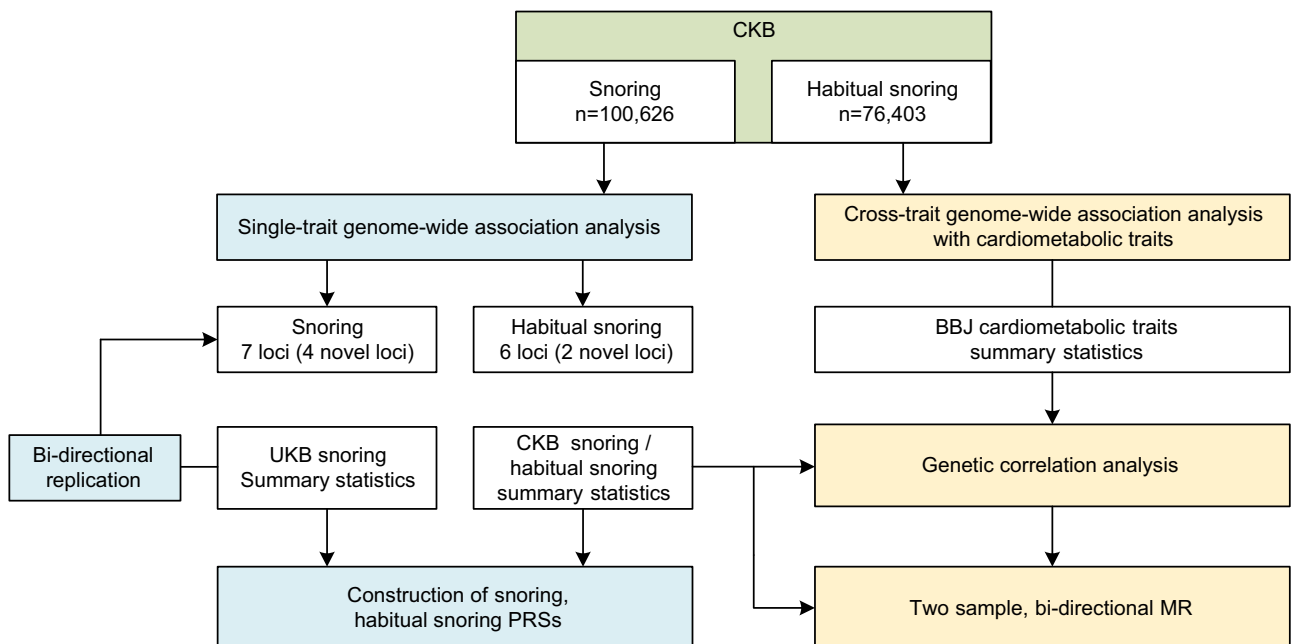 CKB
Snoring
n=100,626
Habitual snoring
n=76,403
Single-trait genome-wide association analysis
Cross-trait genome-wide association analysis
with cardiometabolic traits
Snoring
7 loci (4 novel loci)
Habitual snoring
6 loci (2 novel loci)
BBJ cardiometabolic traits
summary statistics
Bi-directional
replication
UKB snoring
Summary statistics
CKB snoring /
habitual snoring
summary statistics
Genetic correlation analysis
Construction of snoring,
habitual snoring PRSs
Two sample, bi-directional MR